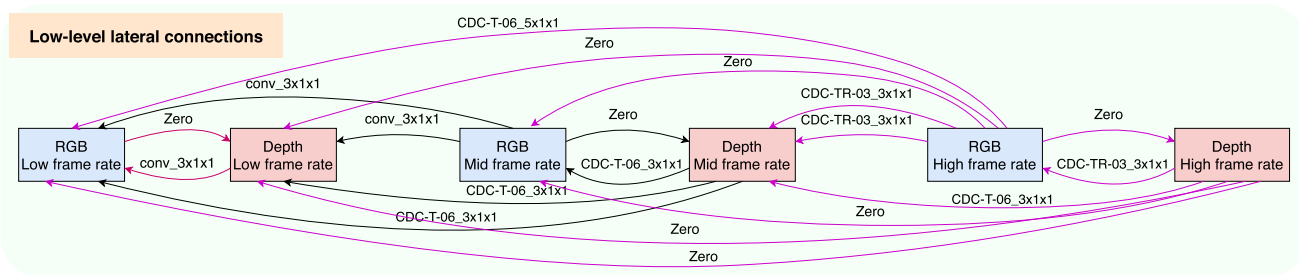 CDC-T-06_5x1x1
Low-level lateral connections
Zero
Zero
conv_3x1x1
CDC-TR-03_3x1x1
Zero
conv_3x1x1
Zero
CDC-TR-03_3x1x1
Zero
RGB
Low frame rate
Depth
Low frame rate
RGB
Mid frame rate
Depth
Mid frame rate
RGB
High frame rate
Depth
High frame rate
conv_3x1x1
CDC-T-06_3x1x1
CDC-TR-03_3x1x1
CDC-T-06_3x1x1
CDC-T-06_3x1x1
Zero
CDC-T-06_3x1x1
Zero
Zero